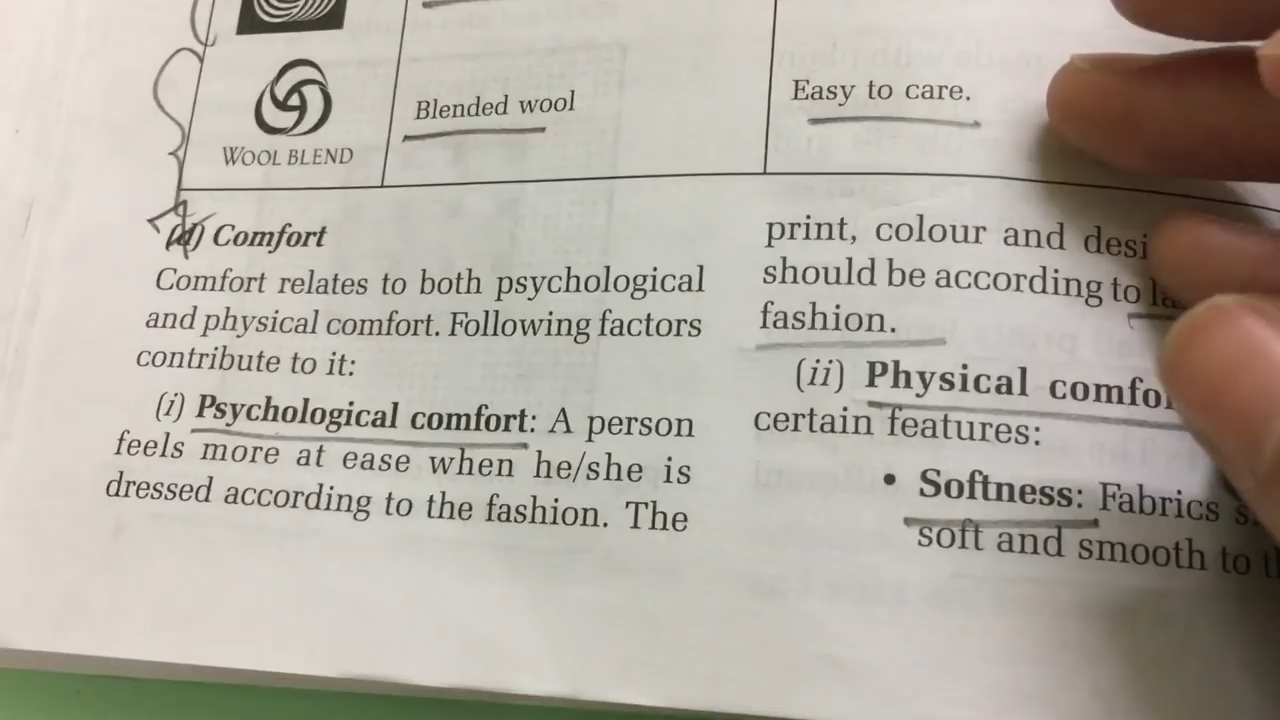 Blended wool
Easy to care.
WOOL BLEND
(d) Comfort
Comfort relates to both psychological
and physical comfort. Following factors
contribute to it:
(i) Psychological comfort: A person
feels more at ease when he/she is
dressed according to the fashion. The
print, colour and
should be according to
fashion.
(ii) Physical
certain features:
• Softness: Fabrics
soft and smooth to